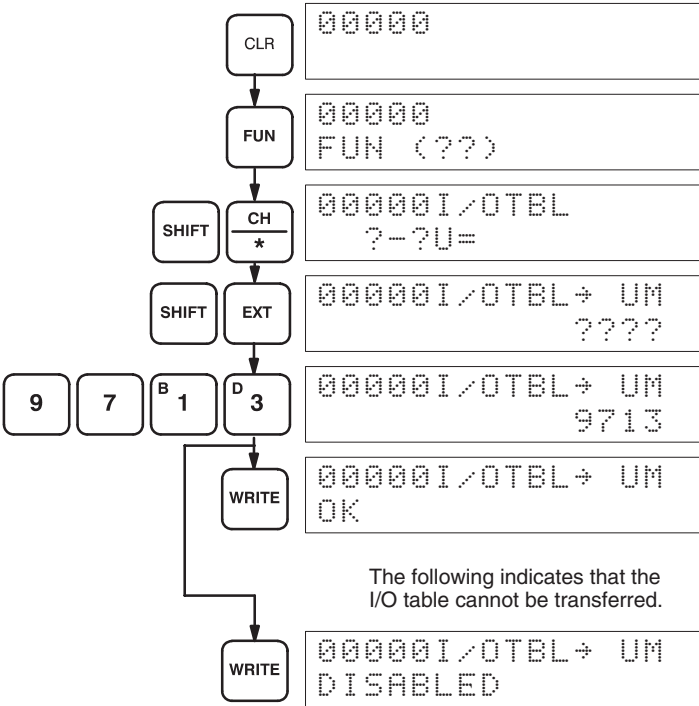 CLR
00000
FUN
00000
FUN (??)
SHIFT
CH
*
00000I/OTBL
?-?U=
SHIFT
EXT
00000I/OTBL→ UM
????
9
7
B 1
D 3
00000I/OTBL→ UM
9713
WRITE
00000I/OTBL→ UM
OK
The following indicates that the
I/O table cannot be transferred.
WRITE
00000I/OTBL→ UM
DISABLED